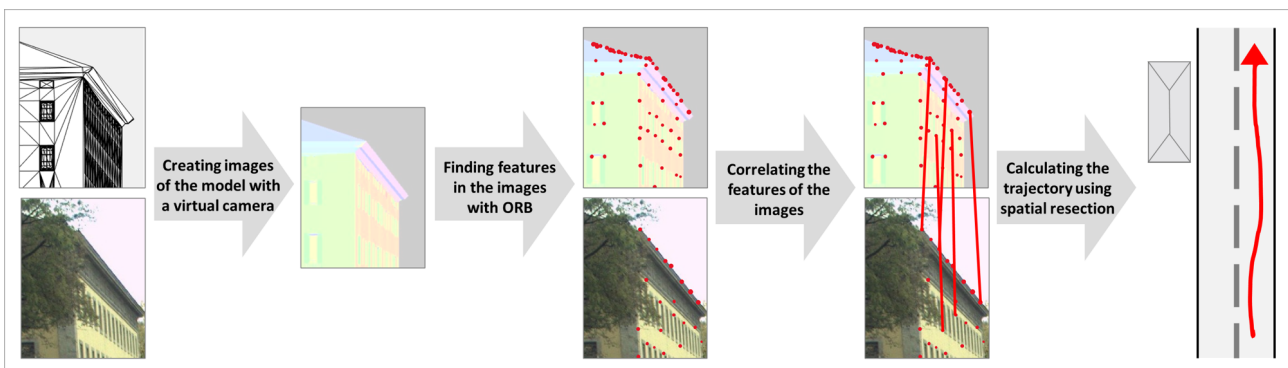 Creating images
of the model with
a virtual camera
Finding features
in the images
with ORB
Correlating the
features of the
images
Calculating the
trajectory using
spatial resection